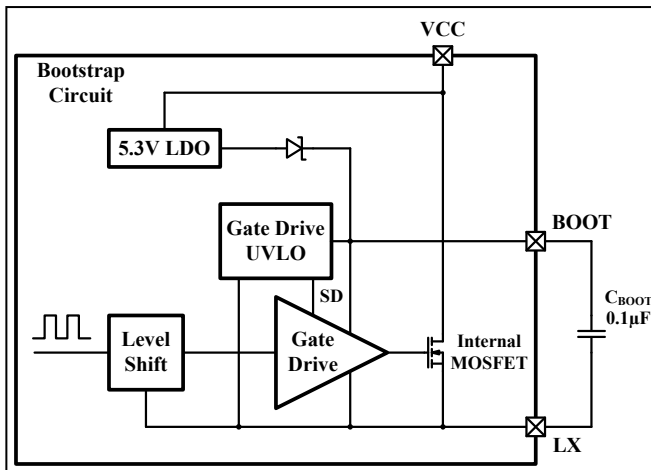 VCC
Bootstrap
Circuit
5.3V LDO
Gate Drive
UVLO
BOOT
SD
CBOOT
0.1µF
Level
Shift
Gate
Drive
Internal
MOSFET
LX